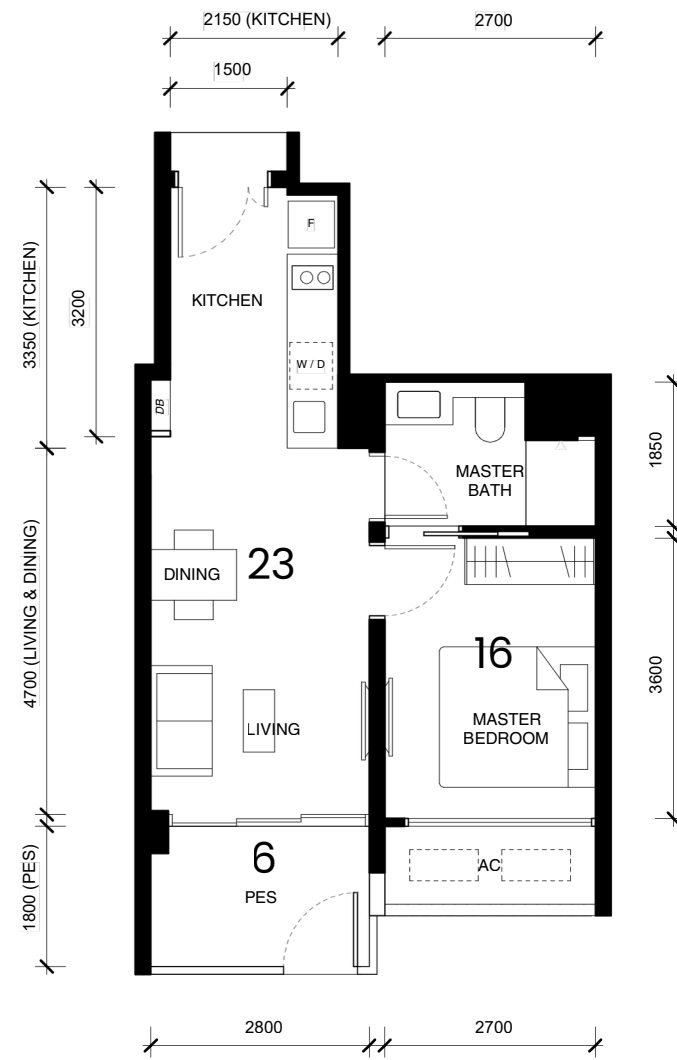 2150 (KITCHEN)
2700
1500
F
KITCHEN
3350 (KITCHEN)
3200
W / D
DB
MASTER
BATH
1850
DINING
23
16
4700 (LIVING & DINING)
3600
LIVING
MASTER
BEDROOM
6
PES
AC
1800 (PES)
2800
2700